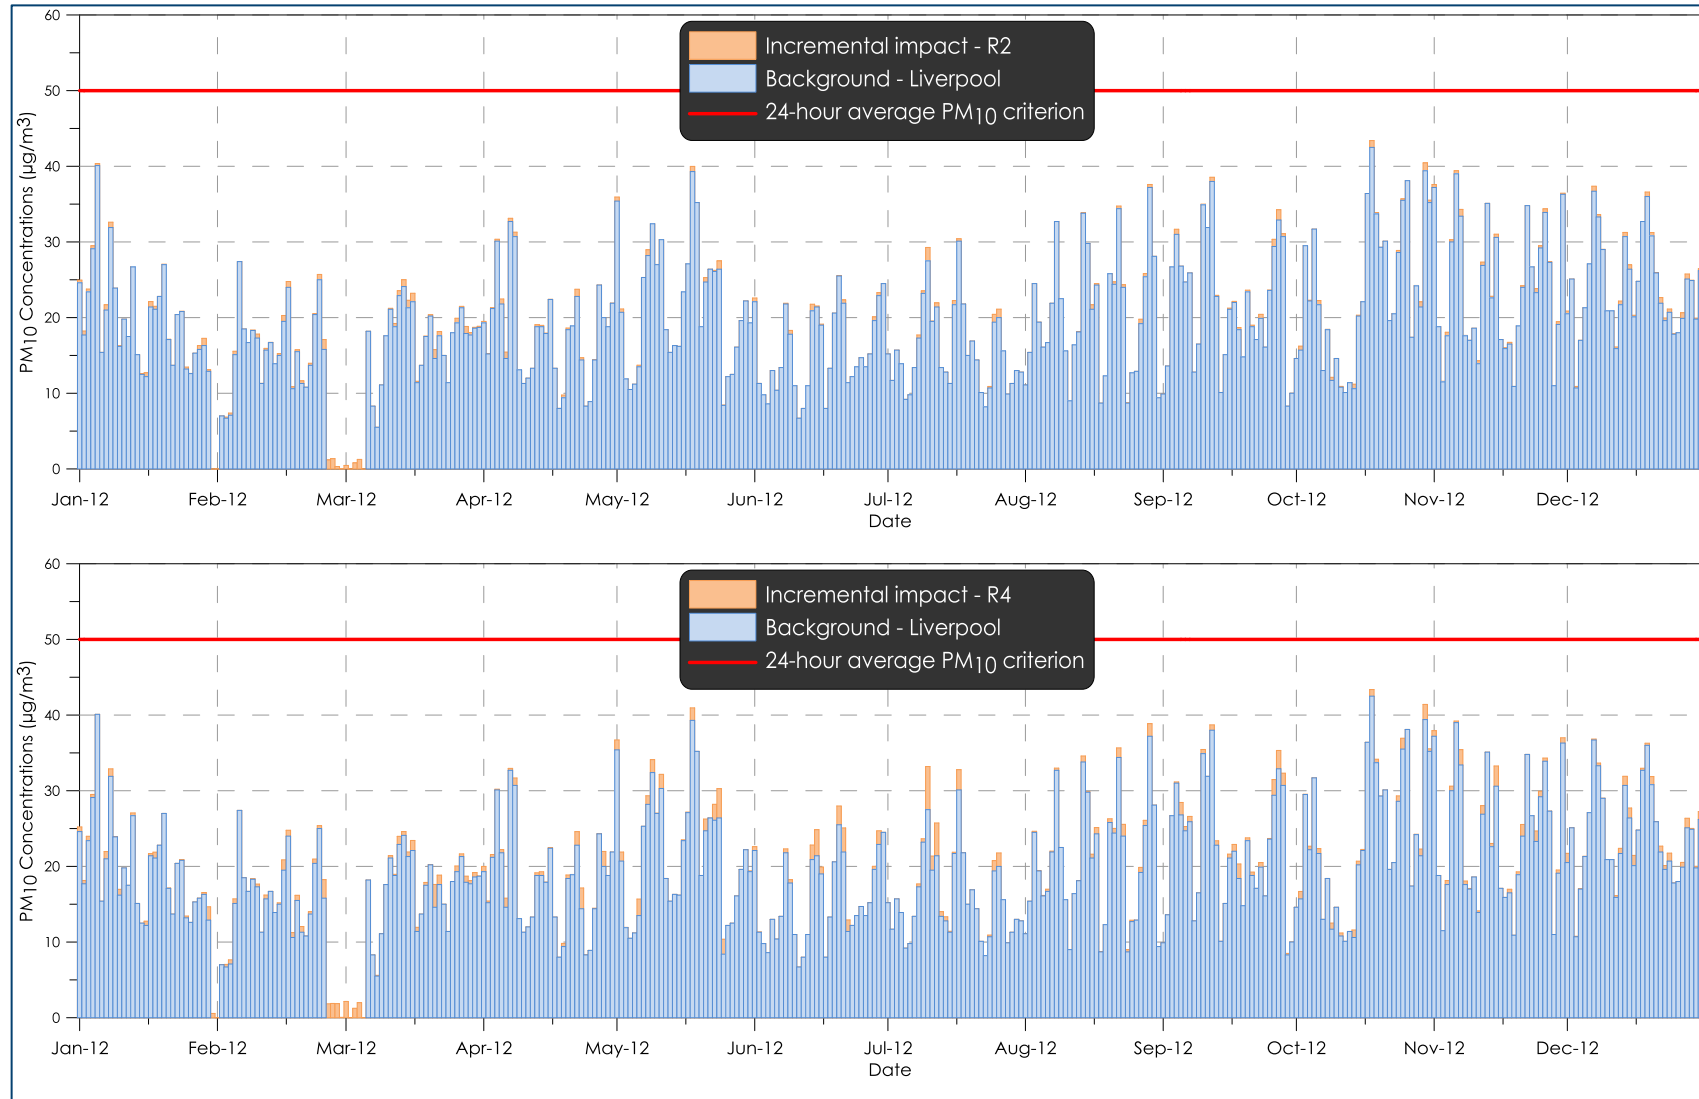 60
50
40
30
20
10
0
PM10 Concentrations (µg/m3)
Incremental impact - R2
Background - Liverpool
24-hour average PM10 criterion
Jan-12 Feb-12 Mar-12 Apr-12 May-12 Jun-12 Jul-12 Aug-12 Sep-12 Oct-12 Nov-12 Dec-12
Date
60
50
40
30
20
10
0
PM10 Concentrations (µg/m3)
Incremental impact - R4
Background - Liverpool
24-hour average PM10 criterion
Jan-12 Feb-12 Mar-12 Apr-12 May-12 Jun-12 Jul-12 Aug-12 Sep-12 Oct-12 Nov-12 Dec-12
Date